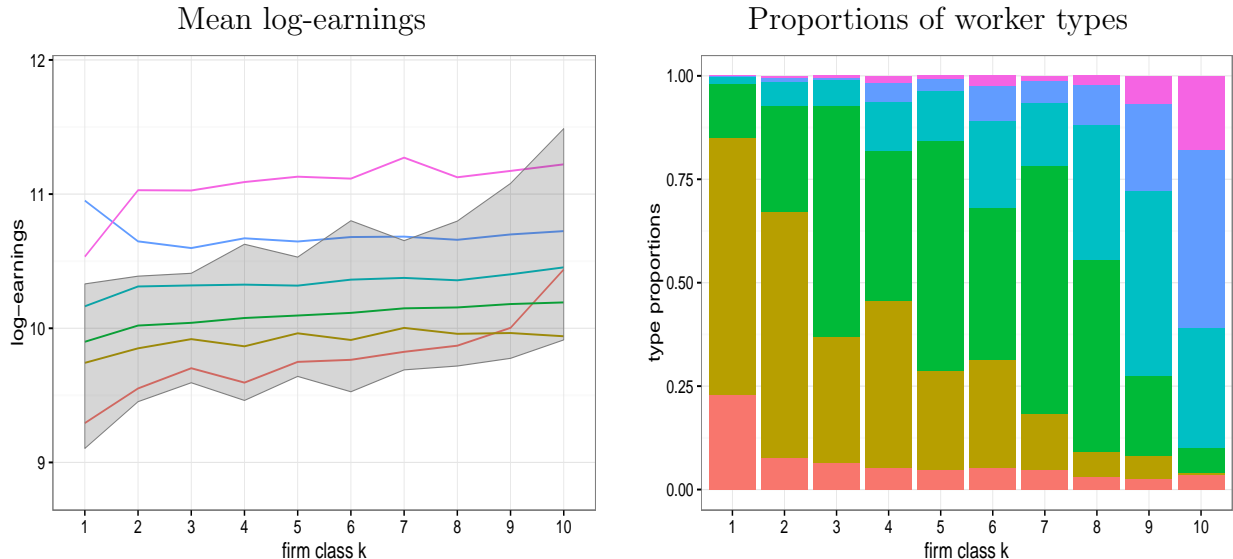 Mean log-earnings
12
11
10
9
log−earnings
1 2 3 4 5 6 7 8 9 10
firm class k
Proportions of worker types
1.00
0.75
0.50
0.25
0.00
type proportions
1 2 3 4 5 6 7 8 9 10
firm class k